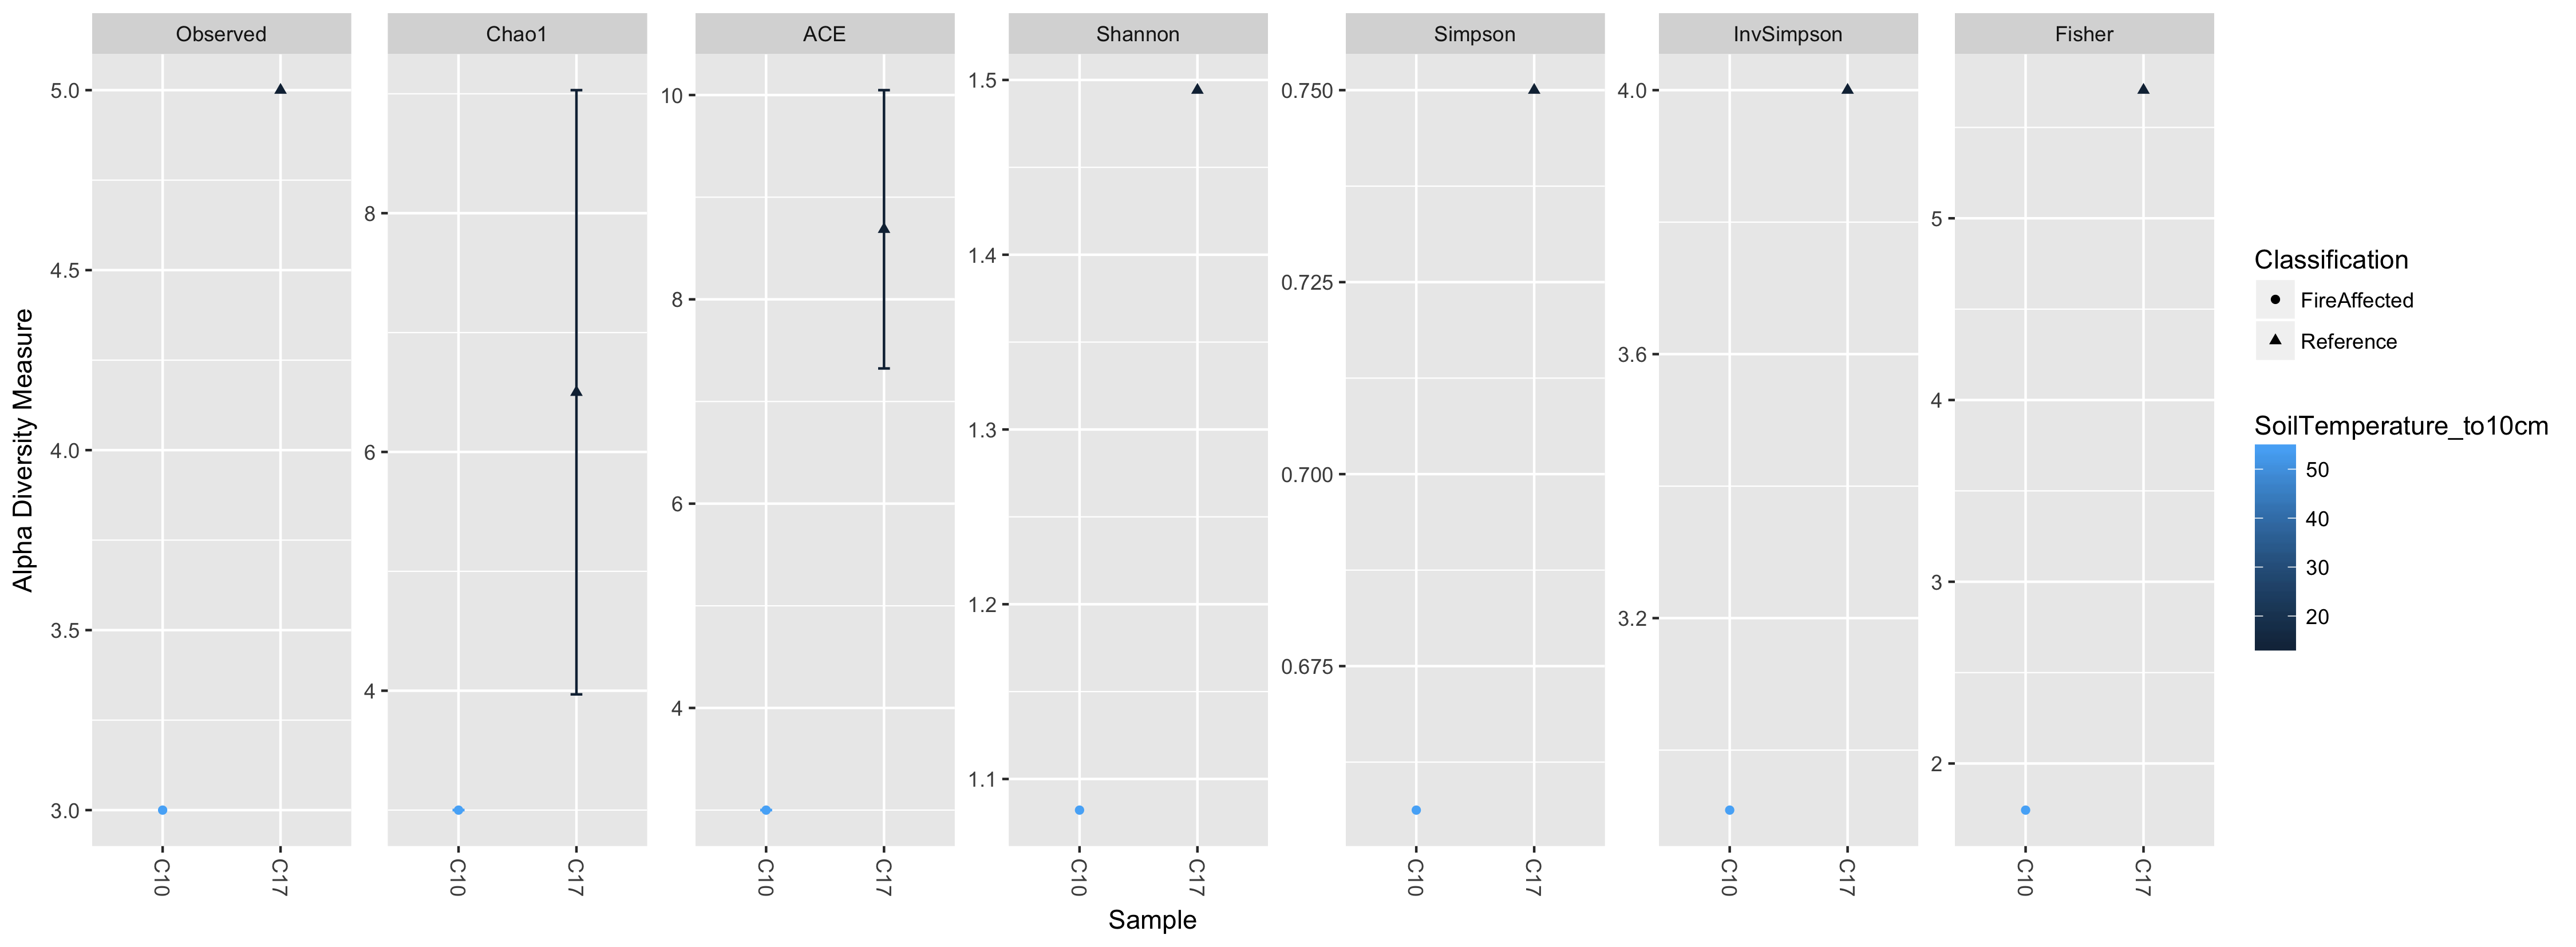 Observed
Chao1
ACE
Shannon
Simpson
InvSimpson
Fisher
Alpha Diversity Measure
5.0
4.5
4.0
3.5
3.0
8
6
4
10
8
6
4
1.5
1.4
1.3
1.2
1.1
0.750
0.725
0.700
0.675
4.0
3.6
3.2
5
4
3
2
C10
C17
C10
C17
C10
C17
C10
C17
C10
C17
C10
C17
C10
C17
Sample
Classification
FireAffected
Reference
SoilTemperature_to10cm
50
40
30
20